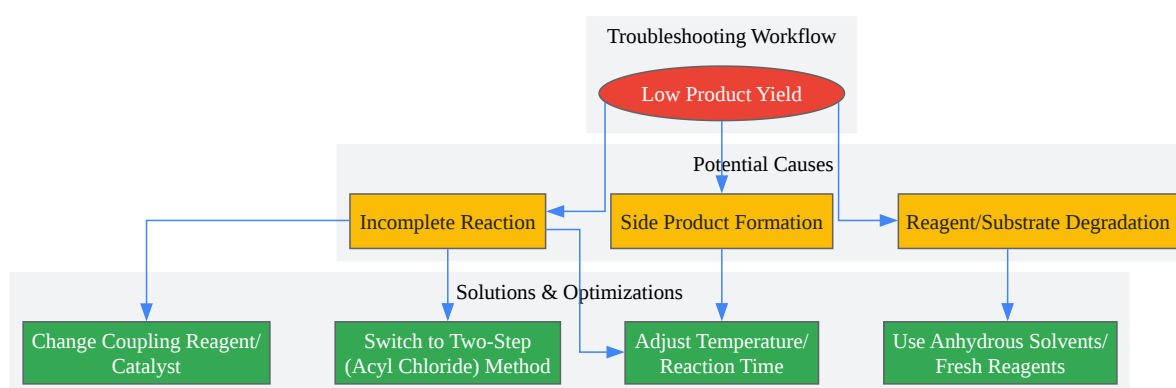 Troubleshooting Workflow
Low Product Yield
Potential Causes
Incomplete Reaction
Side Product Formation
Reagent/Substrate Degradation
Solutions & Optimizations
Change Coupling Reagent/
Catalyst
Switch to Two-Step
(Acyl Chloride) Method
Adjust Temperature/
Reaction Time
Use Anhydrous Solvents/
Fresh Reagents